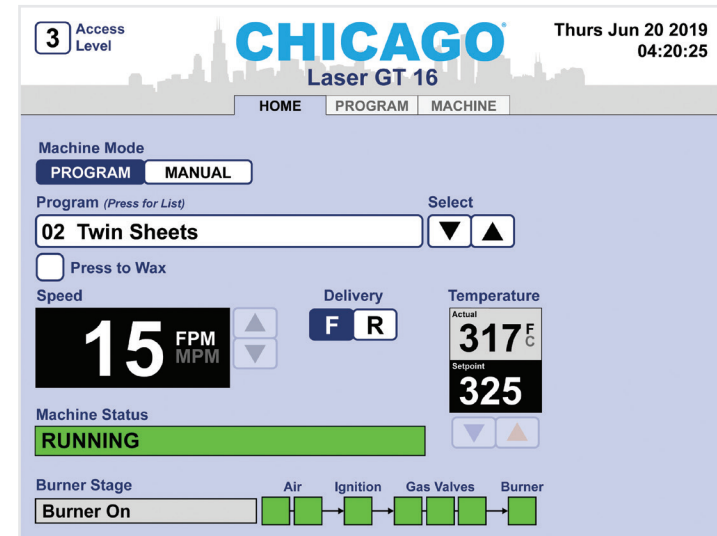 3 Access Level
CHICAGO
Laser GT 16
Thurs Jun 20 2019
04:20:25
HOME PROGRAM MACHINE
Machine Mode
PROGRAM MANUAL
Program (Press for List) Select
02 Twin Sheets ▼ ▲
Press to Wax
Speed Delivery Temperature
15 FPM MPM
F R
Actual
317 F C
Setpoint
325
Machine Status
RUNNING
Burner Stage Air Ignition Gas Valves Burner
Burner On